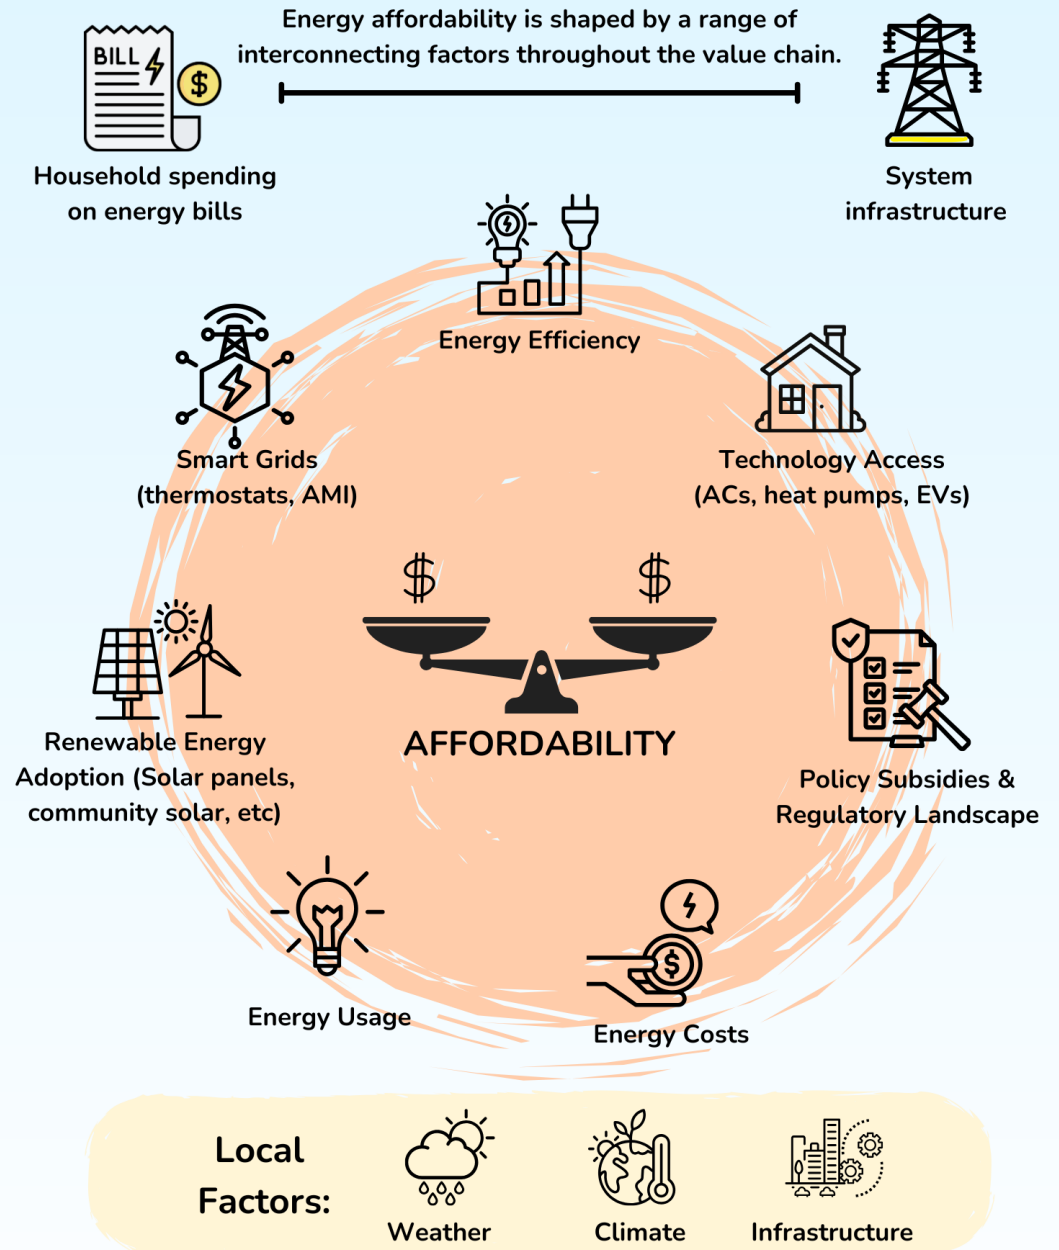 Energy affordability is shaped by a range of
interconnecting factors throughout the value chain.
BILL
$
Household spending
on energy bills
System
infrastructure
Energy Efficiency
Smart Grids
(thermostats, AMI)
Technology Access
(ACs, heat pumps, EVs)
$ $
AFFORDABILITY
Renewable Energy
Adoption (Solar panels,
community solar, etc)
Policy Subsidies &
Regulatory Landscape
Energy Usage
$
Energy Costs
Local
Factors:
Weather
Climate
Infrastructure